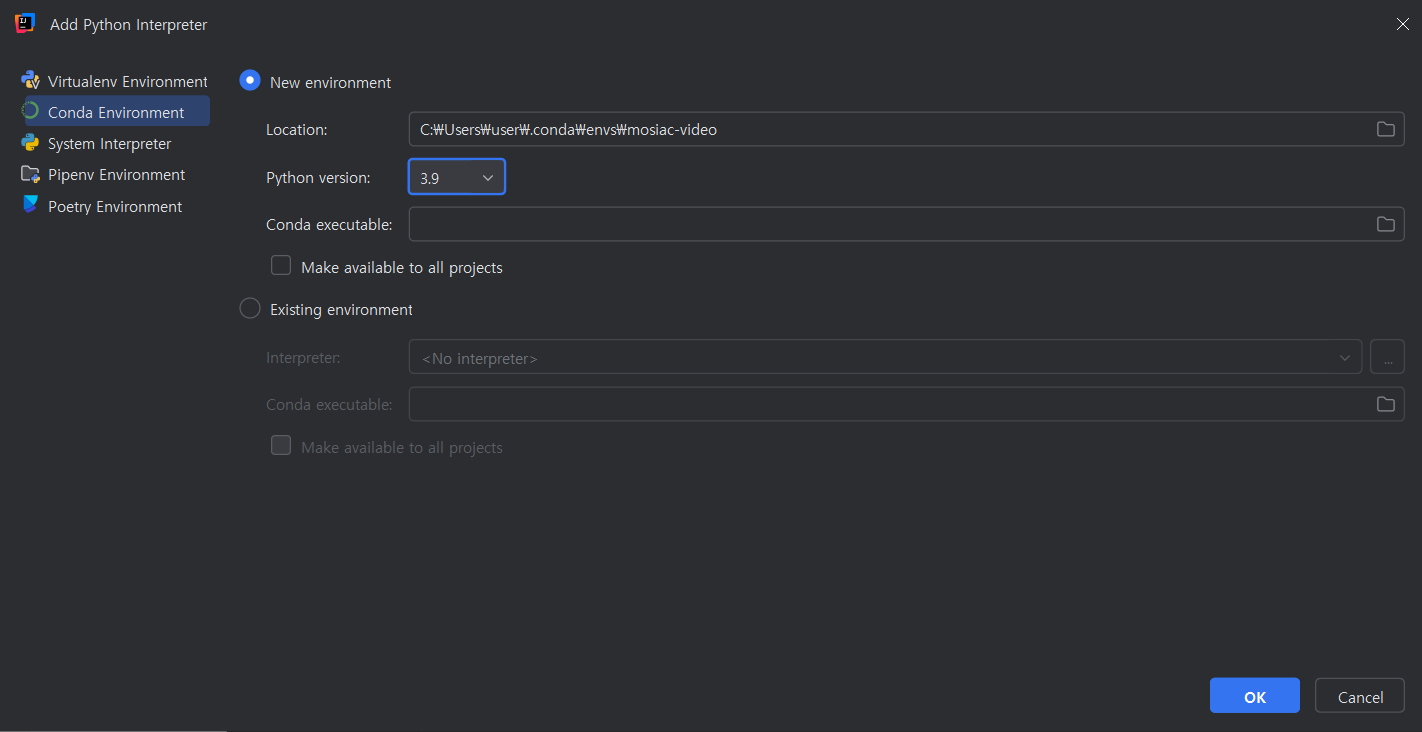 Add Python Interpreter
Virtualenv Environment
Conda Environment
System Interpreter
Pipenv Environment
Poetry Environment
New environment
Location: C:₩Users₩user₩.conda₩envs₩mosiac-video
Python version: 3.9
Conda executable:
Make available to all projects
Existing environment
Interpreter: <No interpreter> ...
Conda executable:
Make available to all projects
OK Cancel